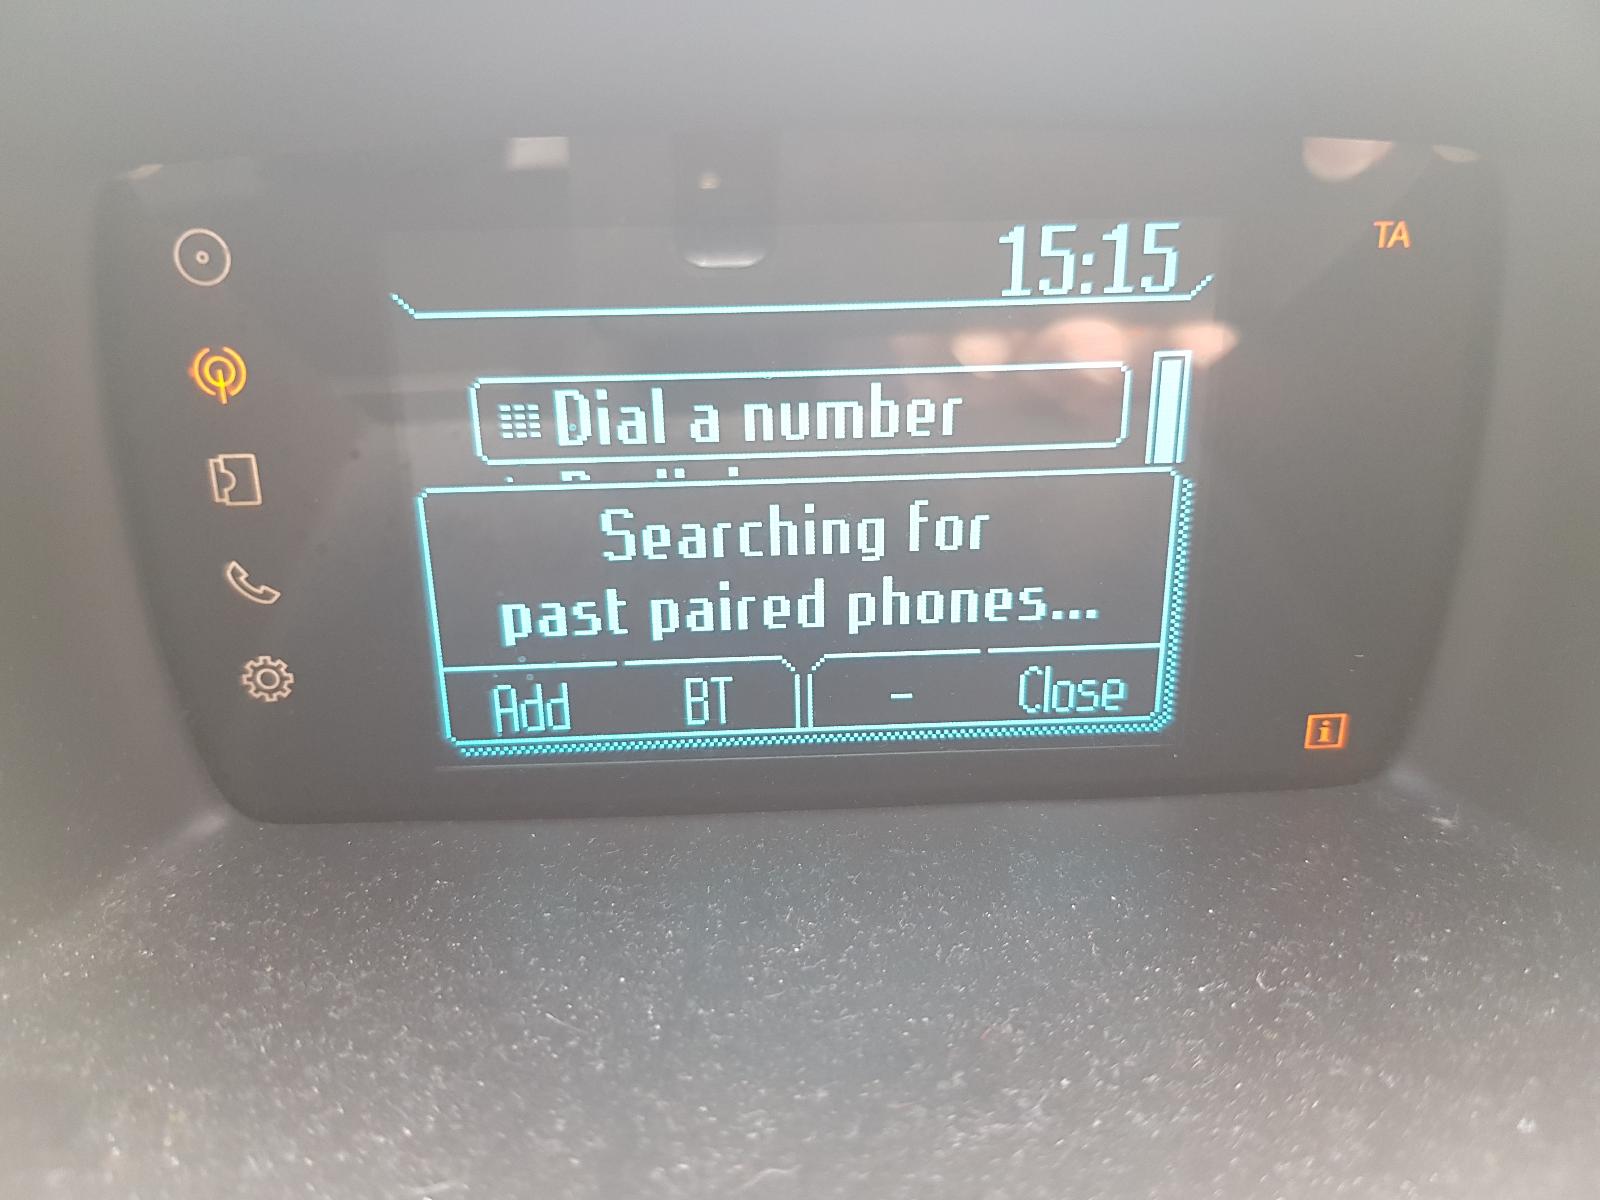 15:15
TA
Dial a number
Searching for
past paired phones...
Add BT - Close
i